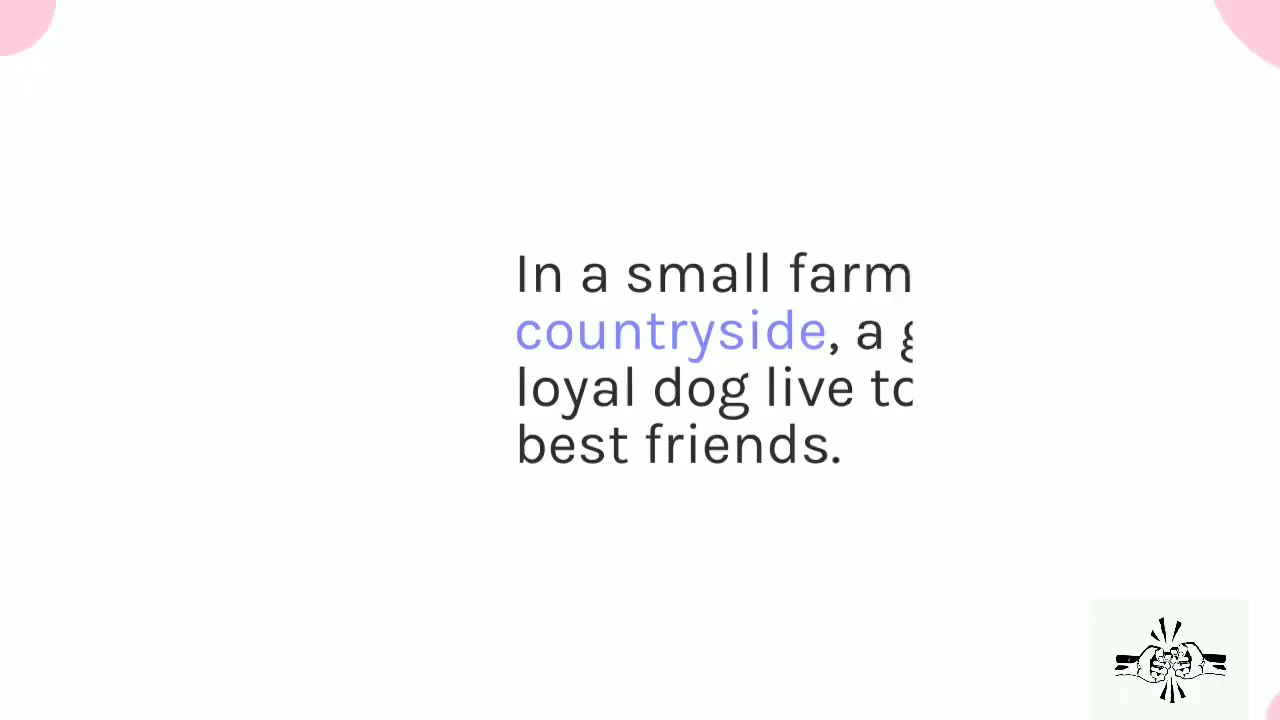 In a small farm
countryside, a
loyal dog live
best friends.